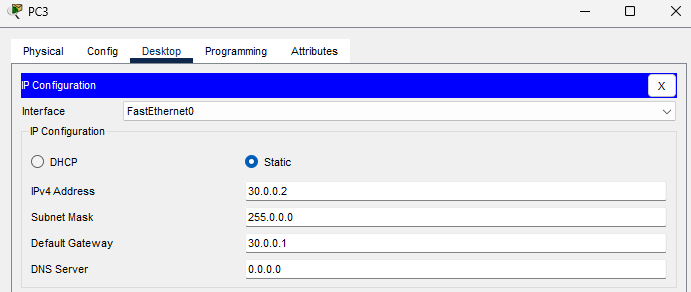 PC3
Physical Config Desktop Programming Attributes
IP Configuration X
Interface FastEthernet0
IP Configuration
DHCP Static
IPv4 Address 30.0.0.2
Subnet Mask 255.0.0.0
Default Gateway 30.0.0.1
DNS Server 0.0.0.0